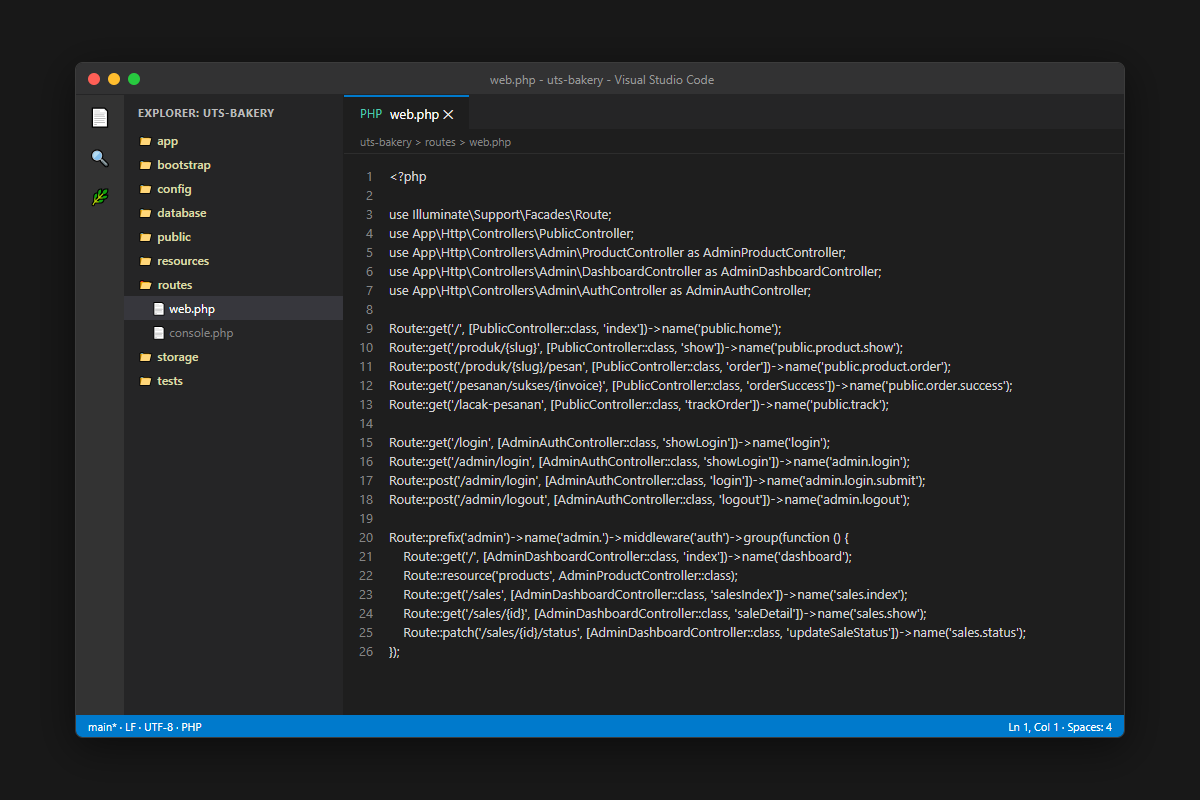 web.php - uts-bakery - Visual Studio Code
EXPLORER: UTS-BAKERY
app
bootstrap
config
database
public
resources
routes
web.php
console.php
storage
tests
PHP web.php ✕
uts-bakery > routes > web.php
1 <?php
2
3 use Illuminate\Support\Facades\Route;
4 use App\Http\Controllers\PublicController;
5 use App\Http\Controllers\Admin\ProductController as AdminProductController;
6 use App\Http\Controllers\Admin\DashboardController as AdminDashboardController;
7 use App\Http\Controllers\Admin\AuthController as AdminAuthController;
8
9 Route::get('/', [PublicController::class, 'index'])->name('public.home');
10 Route::get('/produk/{slug}', [PublicController::class, 'show'])->name('public.product.show');
11 Route::post('/produk/{slug}/pesan', [PublicController::class, 'order'])->name('public.product.order');
12 Route::get('/pesanan/sukses/{invoice}', [PublicController::class, 'orderSuccess'])->name('public.order.success');
13 Route::get('/lacak-pesanan', [PublicController::class, 'trackOrder'])->name('public.track');
14
15 Route::get('/login', [AdminAuthController::class, 'showLogin'])->name('login');
16 Route::get('/admin/login', [AdminAuthController::class, 'showLogin'])->name('admin.login');
17 Route::post('/admin/login', [AdminAuthController::class, 'login'])->name('admin.login.submit');
18 Route::post('/admin/logout', [AdminAuthController::class, 'logout'])->name('admin.logout');
19
20 Route::prefix('admin')->name('admin.')->middleware('auth')->group(function () {
21     Route::get('/', [AdminDashboardController::class, 'index'])->name('dashboard');
22     Route::resource('products', AdminProductController::class);
23     Route::get('/sales', [AdminDashboardController::class, 'salesIndex'])->name('sales.index');
24     Route::get('/sales/{id}', [AdminDashboardController::class, 'saleDetail'])->name('sales.show');
25     Route::patch('/sales/{id}/status', [AdminDashboardController::class, 'updateSaleStatus'])->name('sales.status');
26 });
main* · LF · UTF-8 · PHP
Ln 1, Col 1 · Spaces: 4